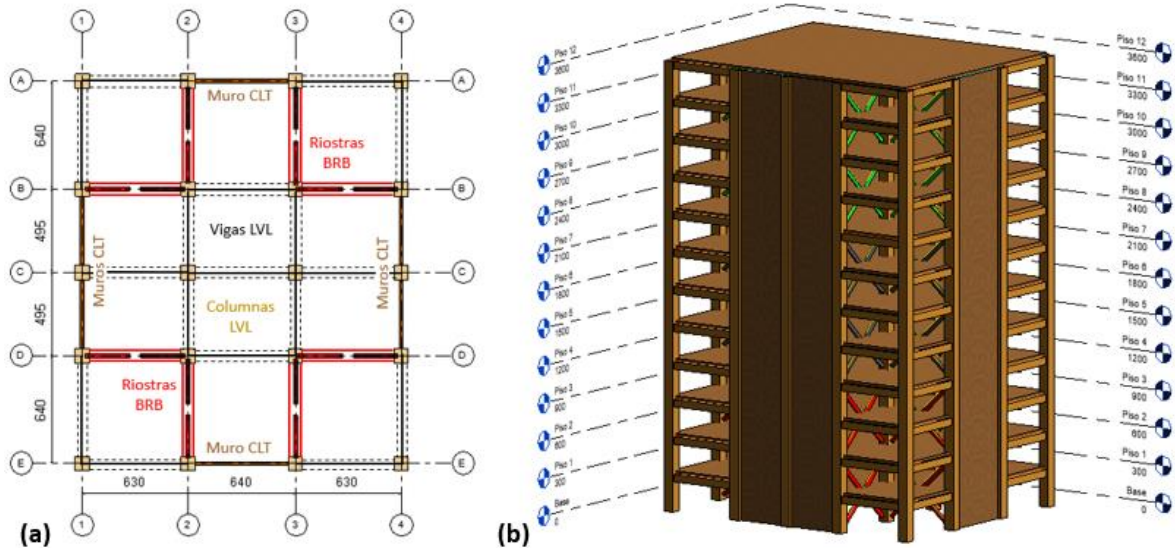 1
2
3
4
A
A
Muro CLT
640
Riostras
BRB
B
B
495
Vigas LVL
Muros CLT
Muros CLT
C
C
495
Columnas
LVL
D
D
Riostras
BRB
640
Muro CLT
E
E
630
640
630
1
2
3
4
(a)
Piso 12
3600
Piso 11
3300
Piso 10
3000
Piso 9
2700
Piso 8
2400
Piso 7
2100
Piso 6
1800
Piso 5
1500
Piso 4
1200
Piso 3
900
Piso 2
600
Piso 1
300
Base
0
Piso 12
3600
Piso 11
3300
Piso 10
3000
Piso 9
2700
Piso 8
2400
Piso 7
2100
Piso 6
1800
Piso 5
1500
Piso 4
1200
Piso 3
900
Piso 2
600
Piso 1
300
Base
0
(b)